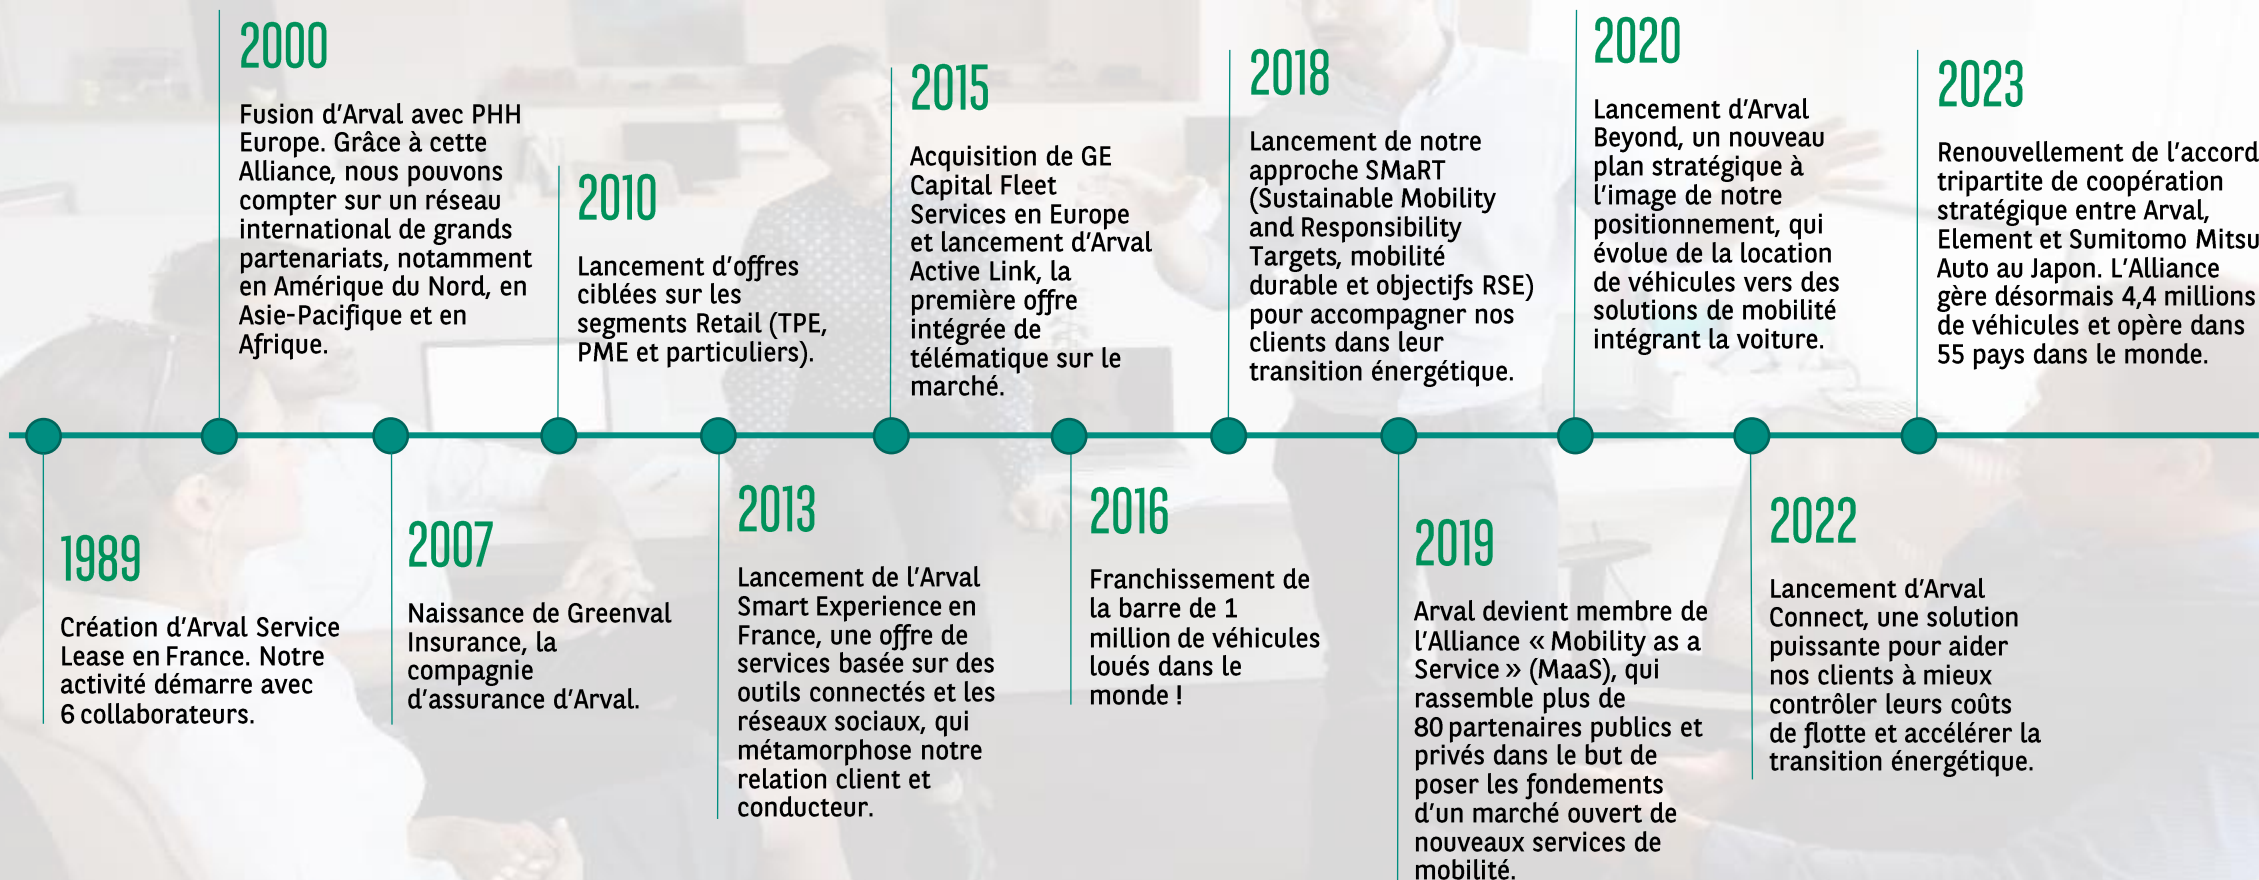 2000
Fusion d’Arval avec PHH
Europe. Grâce à cette
Alliance, nous pouvons
compter sur un réseau
international de grands
partenariats, notamment
en Amérique du Nord, en
Asie-Pacifique et en
Afrique.
2010
Lancement d’offres
ciblées sur les
segments Retail (TPE,
PME et particuliers).
2015
Acquisition de GE
Capital Fleet
Services en Europe
et lancement d’Arval
Active Link, la
première offre
intégrée de
télématique sur le
marché.
2018
Lancement de notre
approche SMaRT
(Sustainable Mobility
and Responsibility
Targets, mobilité
durable et objectifs RSE)
pour accompagner nos
clients dans leur
transition énergétique.
2020
Lancement d’Arval
Beyond, un nouveau
plan stratégique à
l’image de notre
positionnement, qui
évolue de la location
de véhicules vers des
solutions de mobilité
intégrant la voiture.
2023
Renouvellement de l’accord
tripartite de coopération
stratégique entre Arval,
Element et Sumitomo Mitsu
Auto au Japon. L’Alliance
gère désormais 4,4 millions
de véhicules et opère dans
55 pays dans le monde.
1989
Création d’Arval Service
Lease en France. Notre
activité démarre avec
6 collaborateurs.
2007
Naissance de Greenval
Insurance, la
compagnie
d’assurance d’Arval.
2013
Lancement de l’Arval
Smart Experience en
France, une offre de
services basée sur des
outils connectés et les
réseaux sociaux, qui
métamorphose notre
relation client et
conducteur.
2016
Franchissement de
la barre de 1
million de véhicules
loués dans le
monde !
2019
Arval devient membre de
l’Alliance « Mobility as a
Service » (MaaS), qui
rassemble plus de
80 partenaires publics et
privés dans le but de
poser les fondements
d’un marché ouvert de
nouveaux services de
mobilité.
2022
Lancement d’Arval
Connect, une solution
puissante pour aider
nos clients à mieux
contrôler leurs coûts
de flotte et accélérer la
transition énergétique.